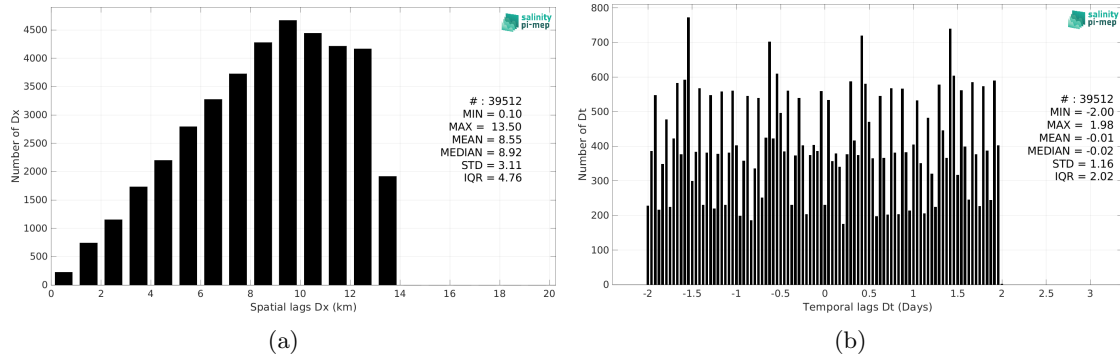 salinity
pi-mep
Number of Dx
4500
4000
3500
3000
2500
2000
1500
1000
500
0
# : 39512
MIN = 0.10
MAX = 13.50
MEAN = 8.55
MEDIAN = 8.92
STD = 3.11
IQR = 4.76
0 2 4 6 8 10 12 14 16 18 20
Spatial lags Dx (km)
(a)
salinity
pi-mep
Number of Dt
800
700
600
500
400
300
200
100
0
# : 39512
MIN = -2.00
MAX = 1.98
MEAN = -0.01
MEDIAN = -0.02
STD = 1.16
IQR = 2.02
-2 -1.5 -1 -0.5 0 0.5 1 1.5 2 2.5 3
Temporal lags Dt (Days)
(b)